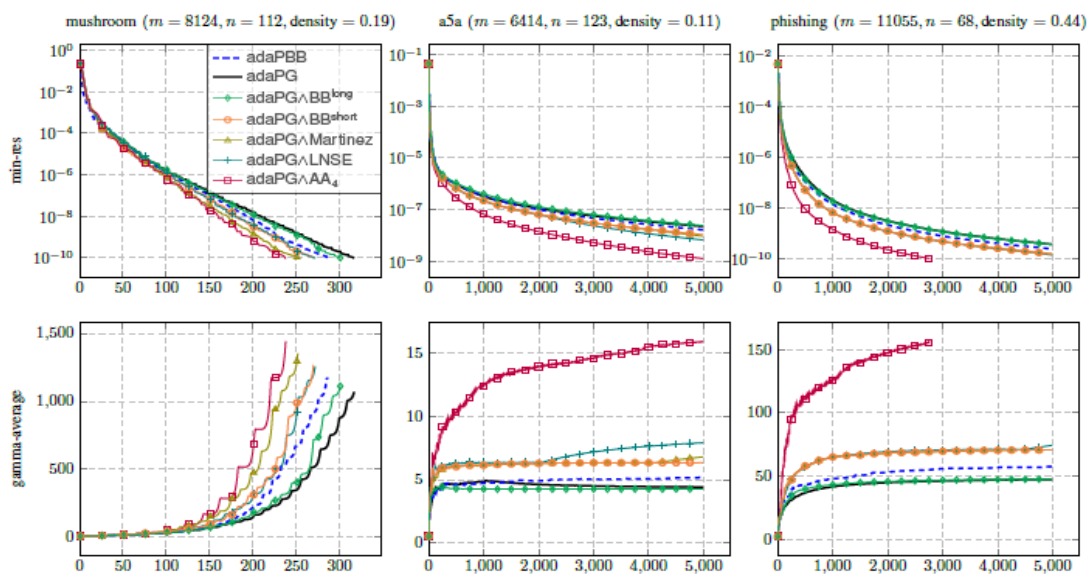 mushroom (m = 8124, n = 112, density = 0.19)
a5a (m = 6414, n = 123, density = 0.11)
phishing (m = 11055, n = 68, density = 0.44)
min-res
10^0
10^−2
10^−4
10^−6
10^−8
10^−10
0 50 100 150 200 250 300
adaPBB
adaPG
adaPG∧BB^long
adaPG∧BB^short
adaPG∧Martinez
adaPG∧LNSE
adaPG∧AA_4
10^−1
10^−3
10^−5
10^−7
10^−9
0 1,000 2,000 3,000 4,000 5,000
10^−2
10^−4
10^−6
10^−8
10^−10
0 1,000 2,000 3,000 4,000 5,000
gamma-average
1,500
1,000
500
0
0 50 100 150 200 250 300
15
10
5
0
0 1,000 2,000 3,000 4,000 5,000
150
100
50
0
0 1,000 2,000 3,000 4,000 5,000